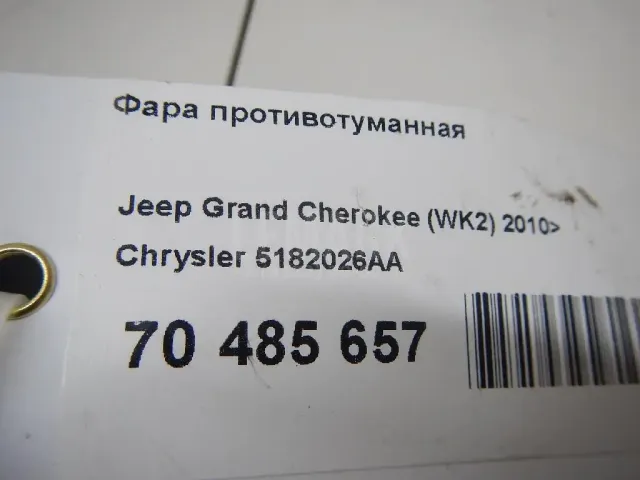 Фара противотуманная
Jeep Grand Cherokee (WK2) 2010>
Chrysler 5182026AA
70 485 657